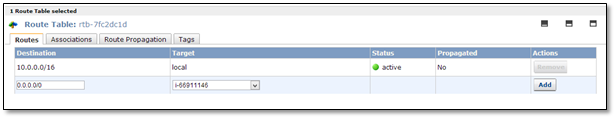 1 Route Table selected
Route Table: rtb-7fc2dc1d
Routes Associations Route Propagation Tags
Destination Target Status Propagated Actions
10.0.0.0/16 local active No Remove
0.0.0.0/0 i-66911146 Add